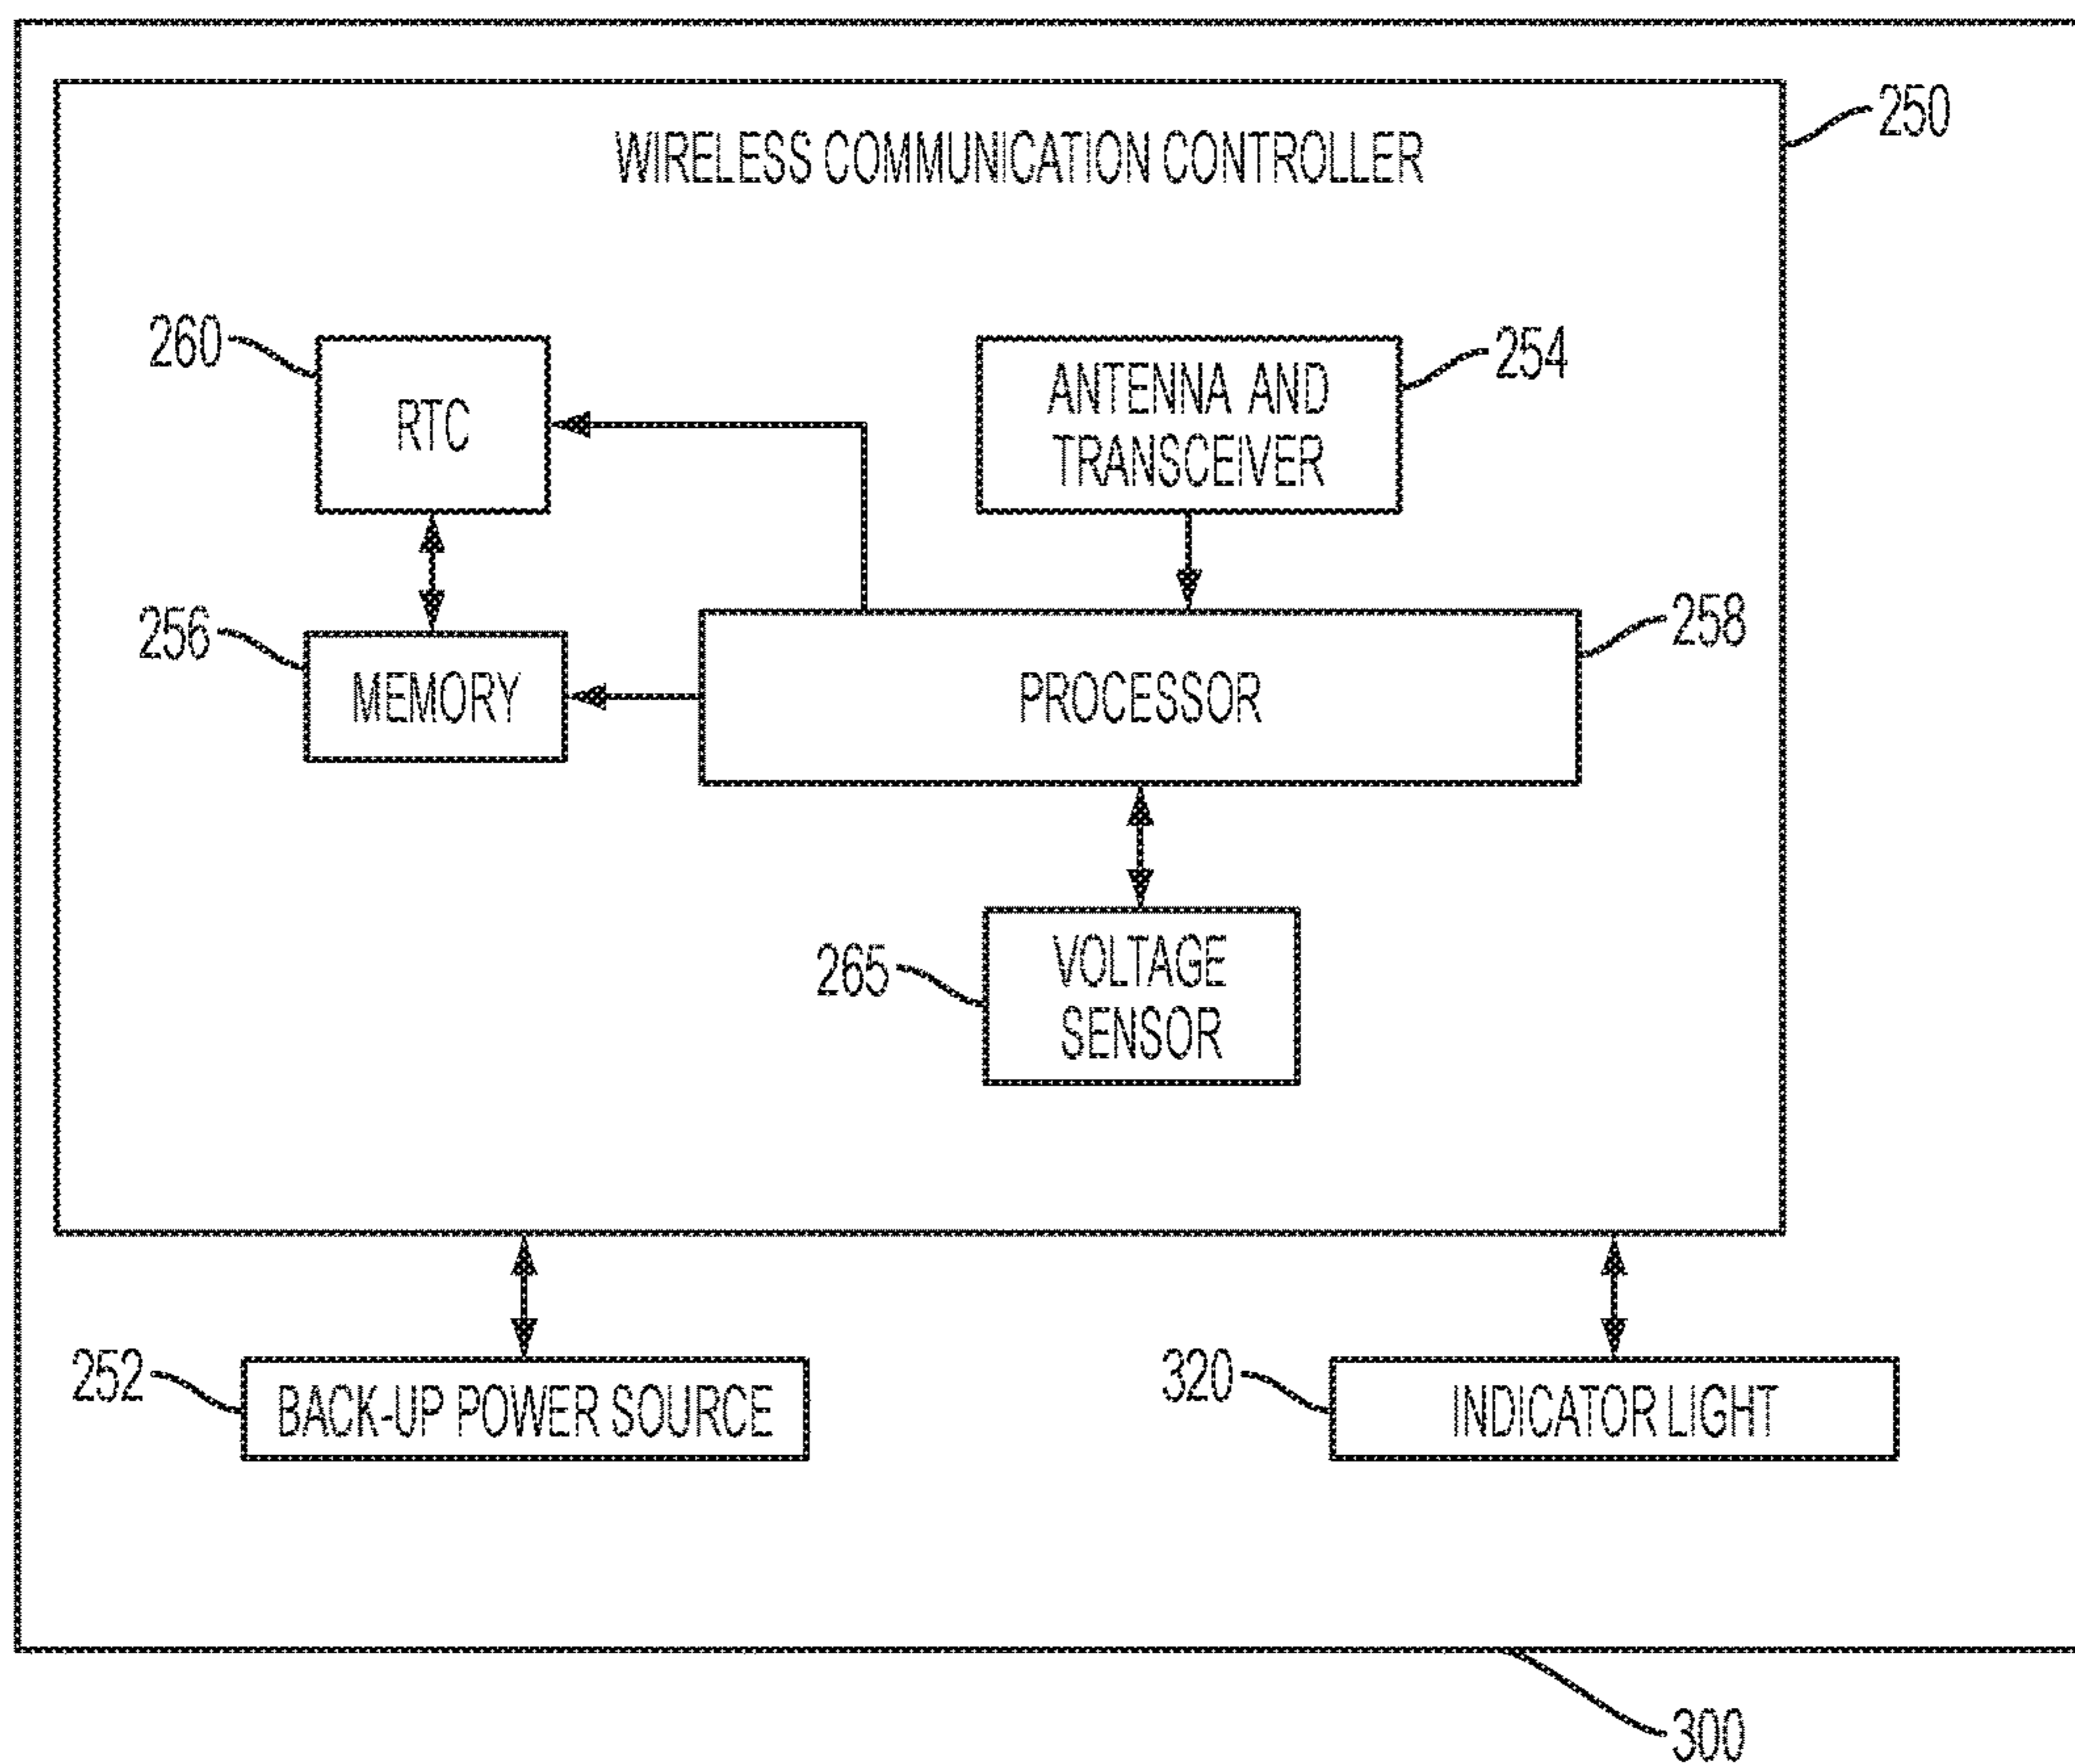 250
WIRELESS COMMUNICATION CONTROLLER
260
RTC
ANTENNA AND
TRANSCEIVER
254
256
MEMORY
PROCESSOR
258
265
VOLTAGE
SENSOR
252
BACK-UP POWER SOURCE
320
INDICATOR LIGHT
300